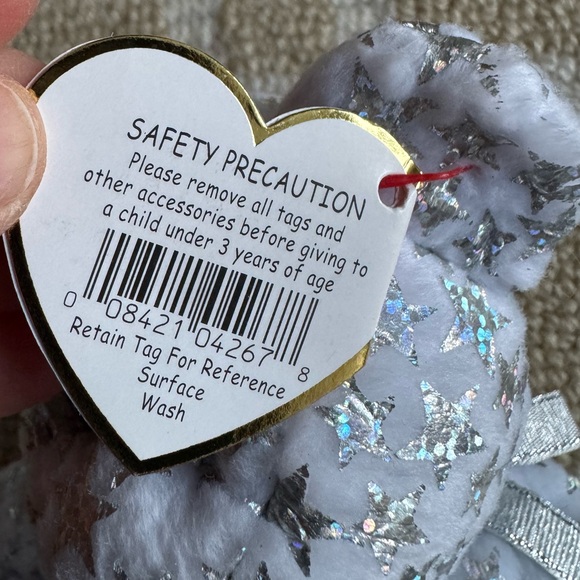 SAFETY PRECAUTION
Please remove all tags and
other accessories before giving to
a child under 3 years of age
0 08421 04267 8
Retain Tag For Reference
Surface
Wash